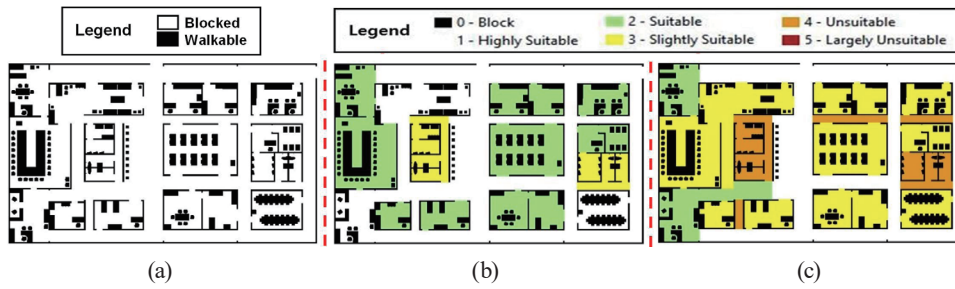 Legend
Blocked
Walkable
Legend
0 - Block
2 - Suitable
4 - Unsuitable
1 - Highly Suitable
3 - Slightly Suitable
5 - Largely Unsuitable
(a)
(b)
(c)